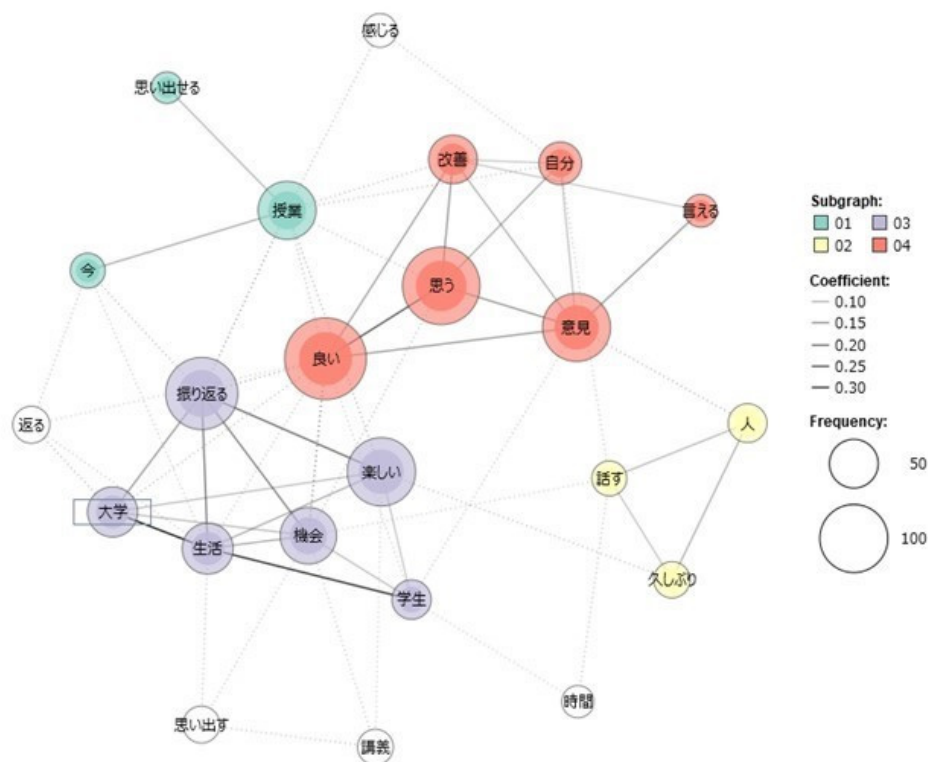 感じる
思い出せる
改善
自分
授業
言える
今
思う
意見
良い
振り返る
返る
人
楽しい
話す
大学
機会
生活
久しぶり
学生
時間
思い出す
講義
Subgraph:
01 03
02 04
Coefficient:
0.10
0.15
0.20
0.25
0.30
Frequency:
50
100